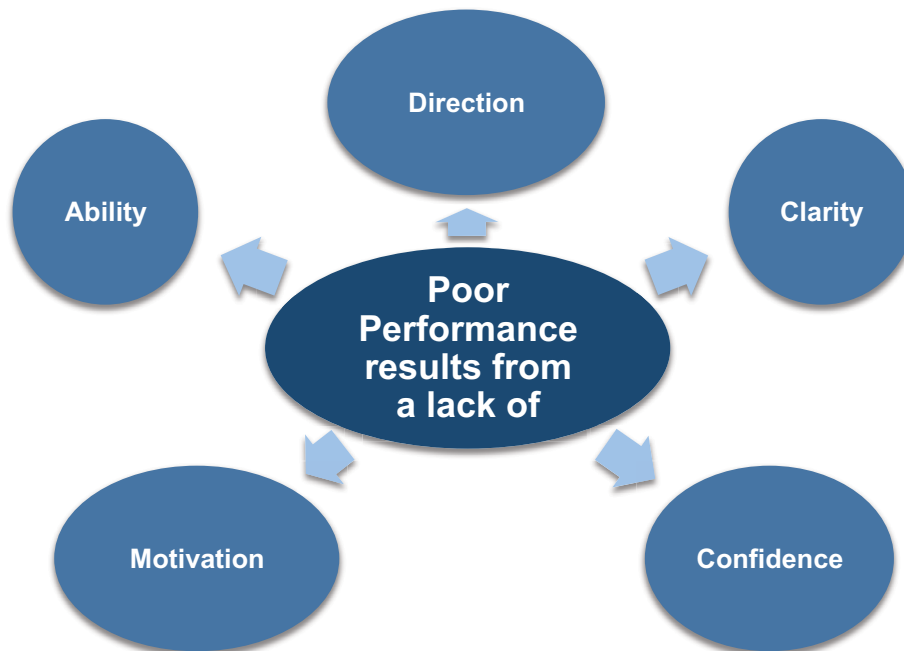 Direction
Ability
Clarity
Poor
Performance
results from
a lack of
Motivation
Confidence